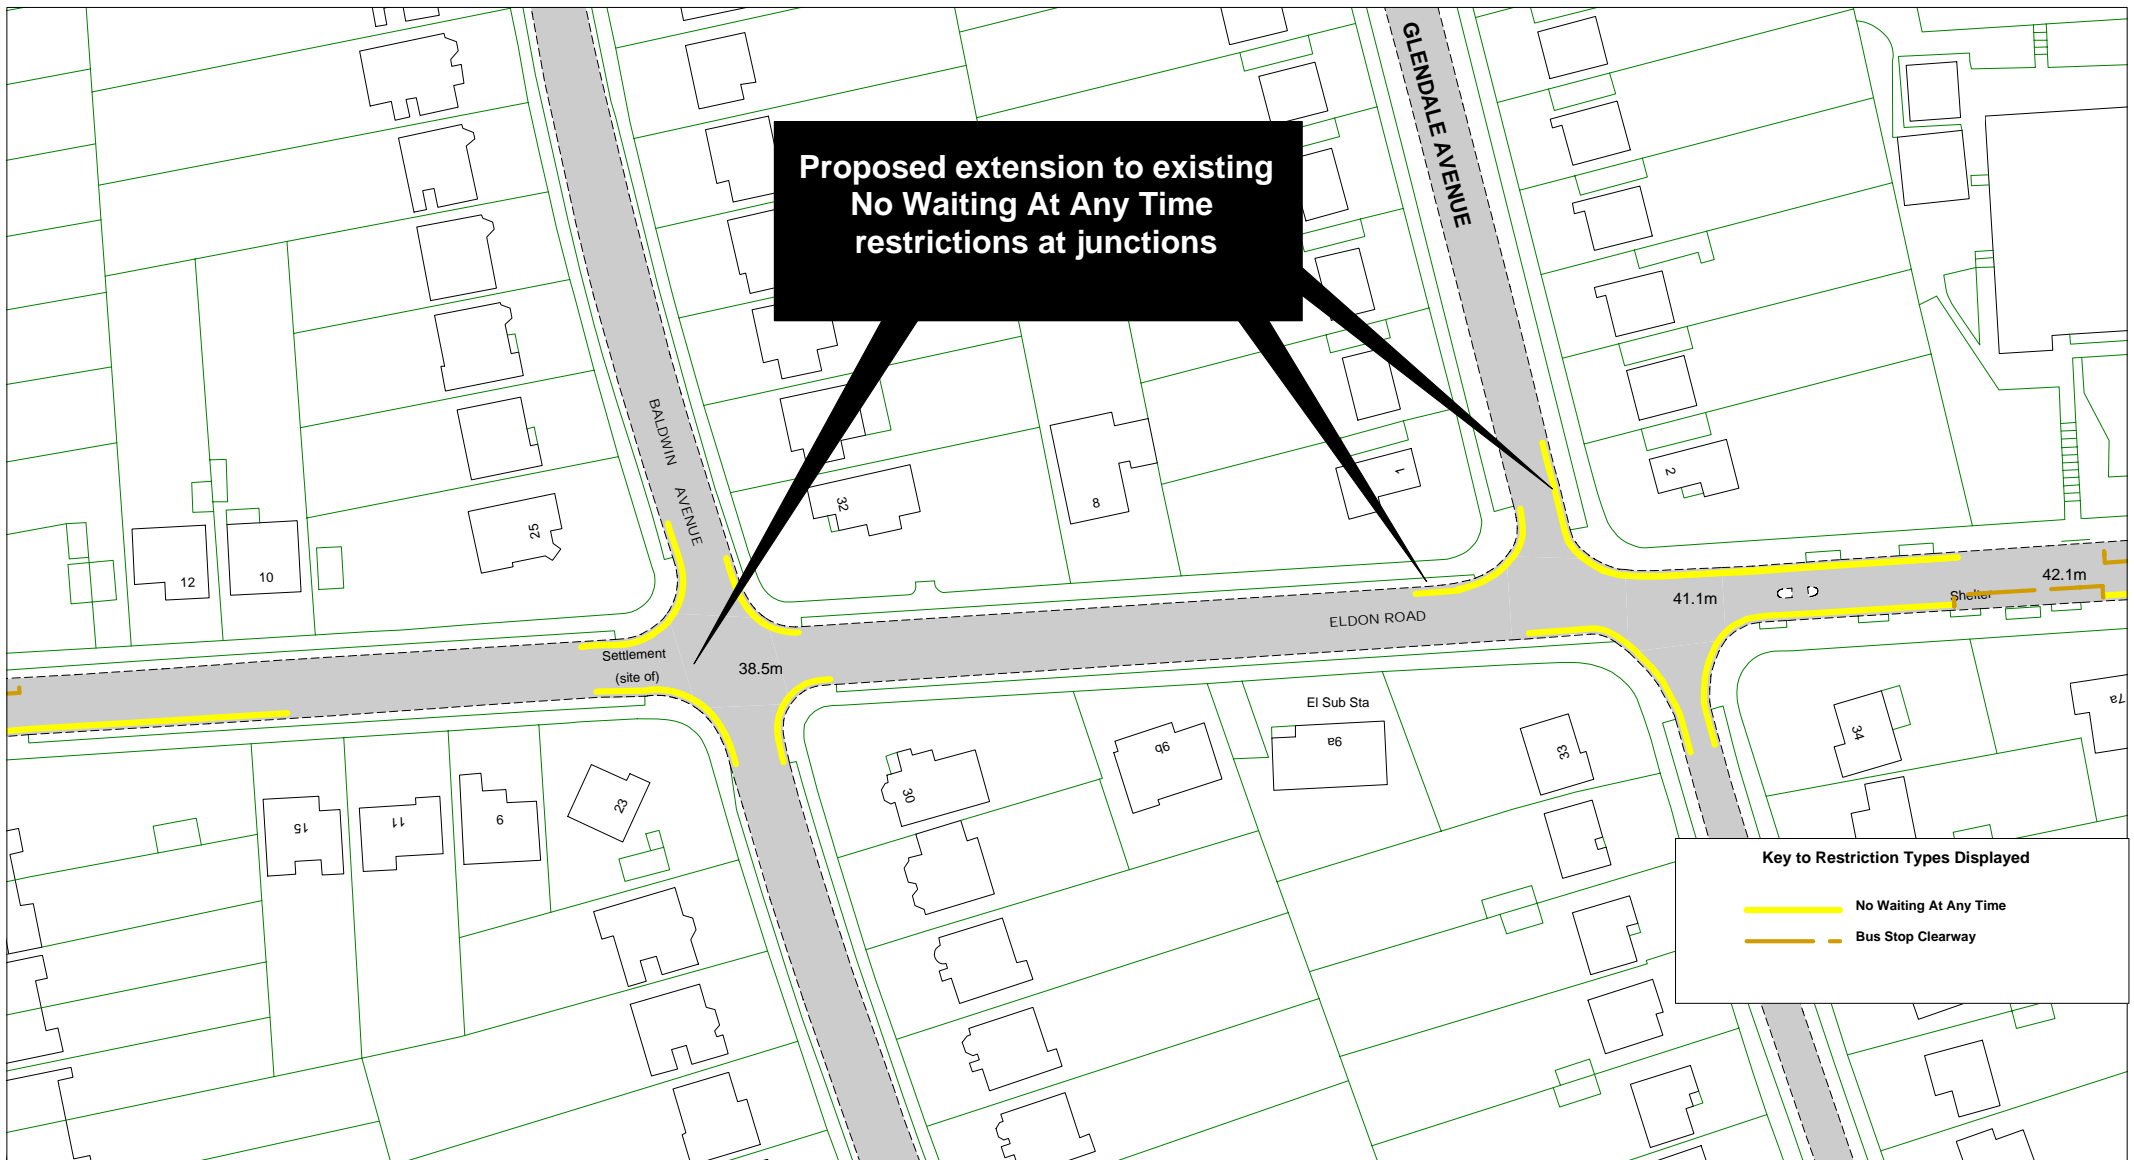 GLENDALE AVENUE
Proposed extension to existing
No Waiting At Any Time
restrictions at junctions
BALDWIN
AVENUE
32
8
1
2
25
12
10
42.1m
Shelter
41.1m
ELDON ROAD
Settlement
(site of)
38.5m
El Sub Sta
9a
9b
33
34
7a
30
23
9
11
15
Key to Restriction Types Displayed
No Waiting At Any Time
Bus Stop Clearway